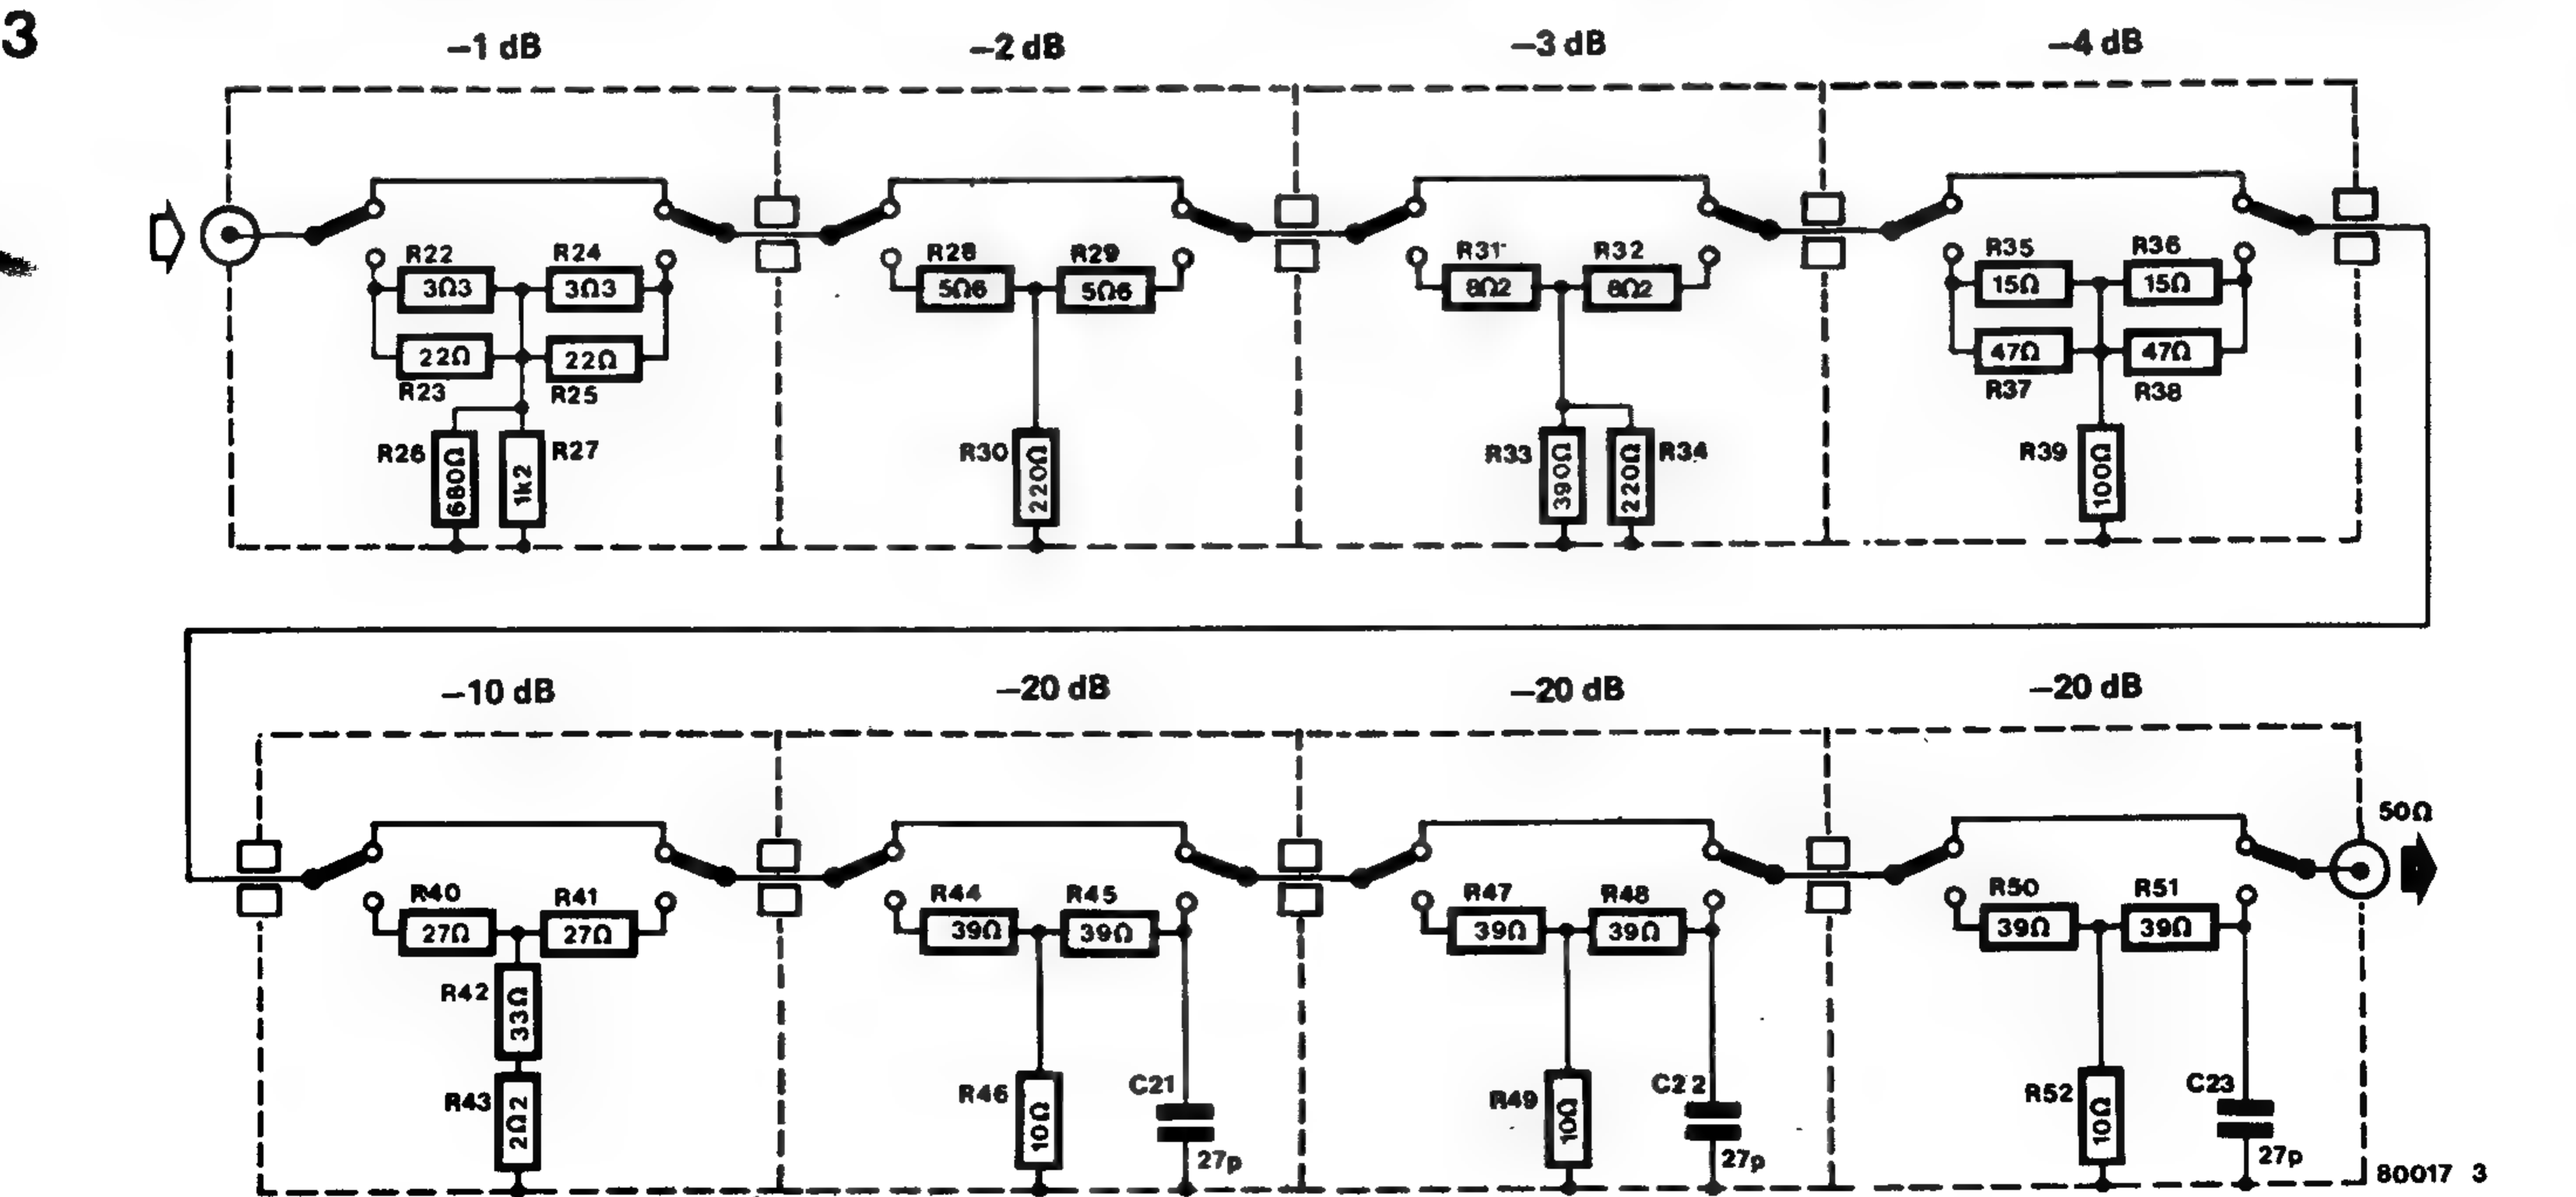 3
–1 dB –2 dB –3 dB –4 dB
R22 R24 R28 R29 R31 R32 R35 R36
3Ω3 3Ω3 5Ω6 5Ω6 8Ω2 8Ω2 15Ω 15Ω
22Ω 22Ω 47Ω 47Ω
R23 R25 R37 R38
R26 680Ω 1k2 R27 R30 220Ω R33 390Ω 220Ω R34 R39 100Ω
–10 dB –20 dB –20 dB –20 dB
50Ω
R40 R41 R44 R45 R47 R48 R50 R51
27Ω 27Ω 39Ω 39Ω 39Ω 39Ω 39Ω 39Ω
R42 33Ω
R43 2Ω2 R46 10Ω C21 R49 10Ω C22 R52 10Ω C23
27p 27p 27p
80017 3